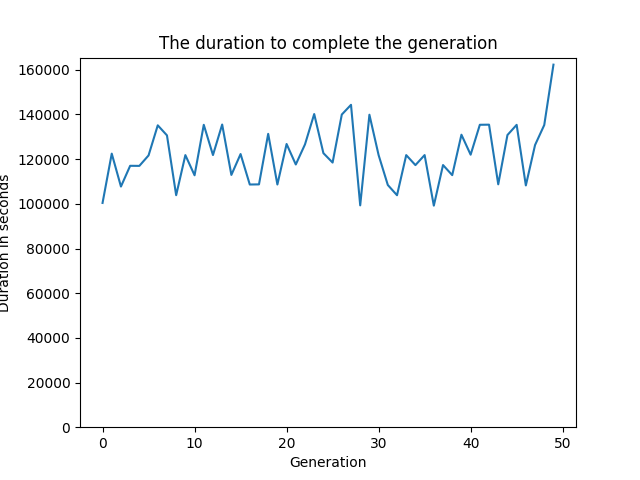 The duration to complete the generation
160000
140000
120000
100000
80000
60000
40000
20000
0
Duration in seconds
0 10 20 30 40 50
Generation